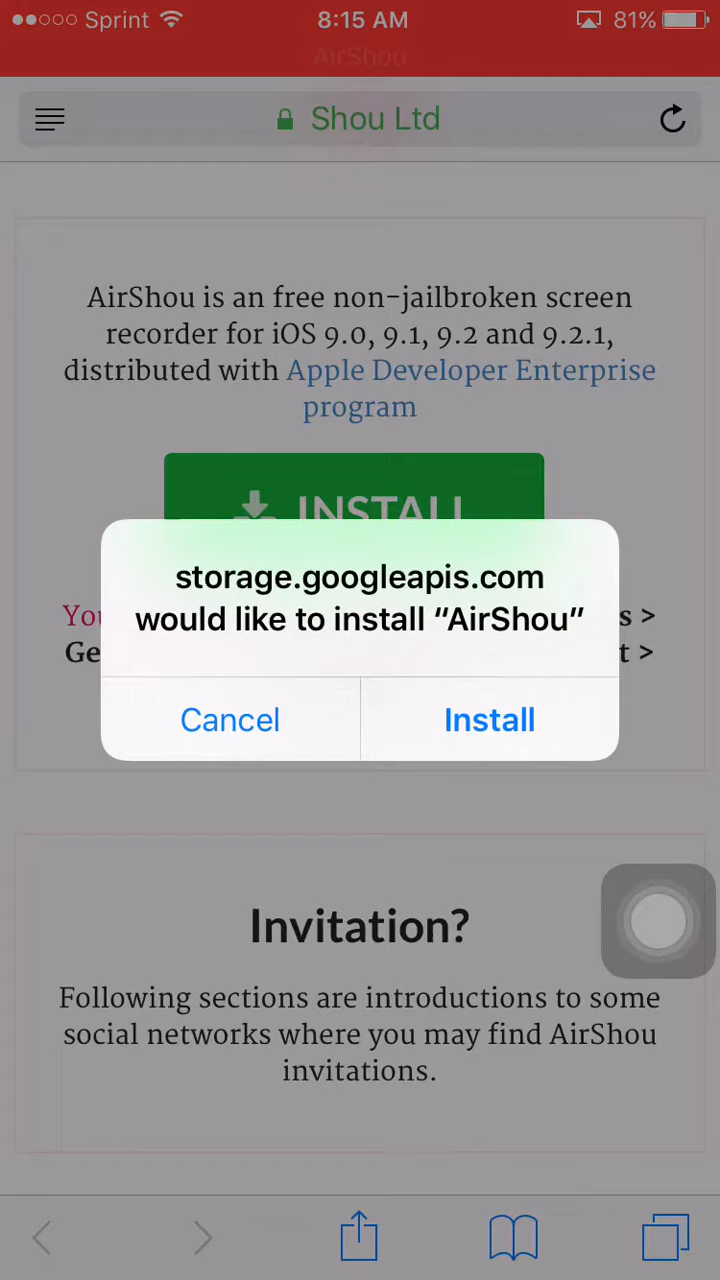 Sprint 8:15 AM 81%
AirShou
Shou Ltd
AirShou is an free non-jailbroken screen
recorder for iOS 9.0, 9.1, 9.2 and 9.2.1,
distributed with Apple Developer Enterprise
program
INSTALL
storage.googleapis.com
would like to install "AirShou"
Cancel Install
Invitation?
Following sections are introductions to some
social networks where you may find AirShou
invitations.